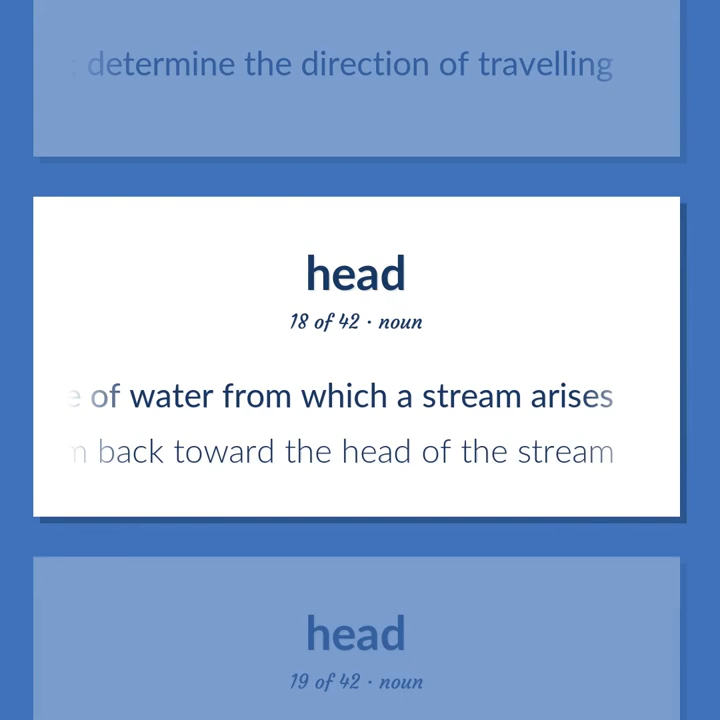 determine the direction of travelling
head
18 of 42 · noun
of water from which a stream arises
back toward the head of the stream
head
19 of 42 · noun